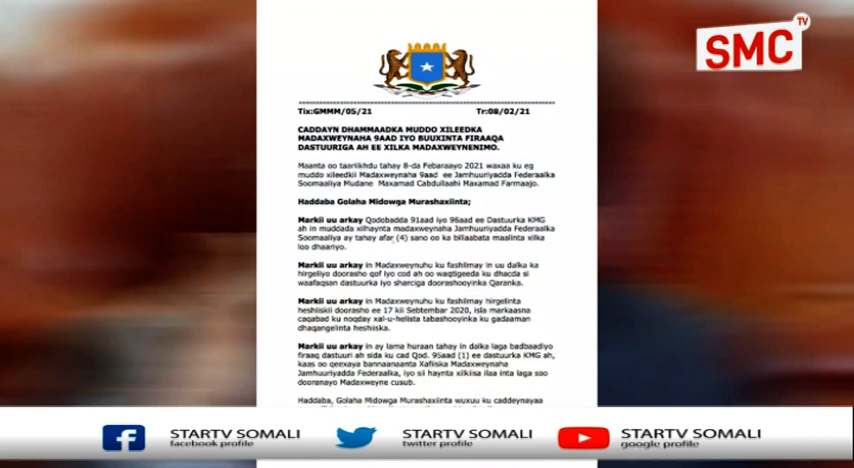 SMC TV
Tix:GMMM/05/21 Tr:08/02/21
CADDAYN DHAMMAADKA MUDDO XILEEDKA
MADAXWEYNAHA 9AAD IYO BUUXINTA FIRAAQA
DASTUURIGA AH EE XILKA MADAXWEYNENIMO.
Maanta oo taariikhdu tahay 8-da Febaraayo 2021 waxaa ku eg
muddo xileedkii Madaxweynaha 9aad ee Jamhuuriyadda Federaalka
Soomaaliya Mudane Maxamad Cabdullaahi Maxamad Farmaajo.
Haddaba Golaha Midowga Murashaxiinta;
Markii uu arkay Qodobadda 91aad iyo 96aad ee Dastuurka KMG
ah in muddada xilhaynta madaxweynaha Jamhuuriyadda Federaalka
Soomaaliya ay tahay afar (4) sano oo ka billaabata maalinta xilka
loo dhaariyo.
Markii uu arkay in Madaxweynuhu ku fashilmay in uu dalka ka
hirgeliyo doorasho qof iyo cod ah oo waqtigeeda ku dhacda si
waafaqsan dastuurka iyo sharciga doorashooyinka Qaranka.
Markii uu arkay in Madaxweynuhu ku fashilmay hirgelinta
heshiiskii doorasho ee 17 kii Sebtembar 2020, isla markaasna
caqabad ku noqday xal-u-helista tabashooyinka ku gadaaman
dhaqangelinta heshiiska.
Markii uu arkay in ay lama huraan tahay in dalka laga badbaadiyo
firaaq dastuuri ah sida ku cad Qod. 95aad (1) ee dastuurka KMG ah,
kaas oo qeexaya bannaanaanta Xafiiska Madaxweynaha
Jamhuuriyadda Federaalka, iyo sii haynta xilkiisa ilaa inta laga soo
dooranayo Madaxweyne cusub.
Haddaba, Golaha Midowga Murashaxiinta wuxuu ku caddeynayaa
STARTV SOMALI
facebook profile
STARTV SOMALI
twitter profile
STARTV SOMALI
google profile